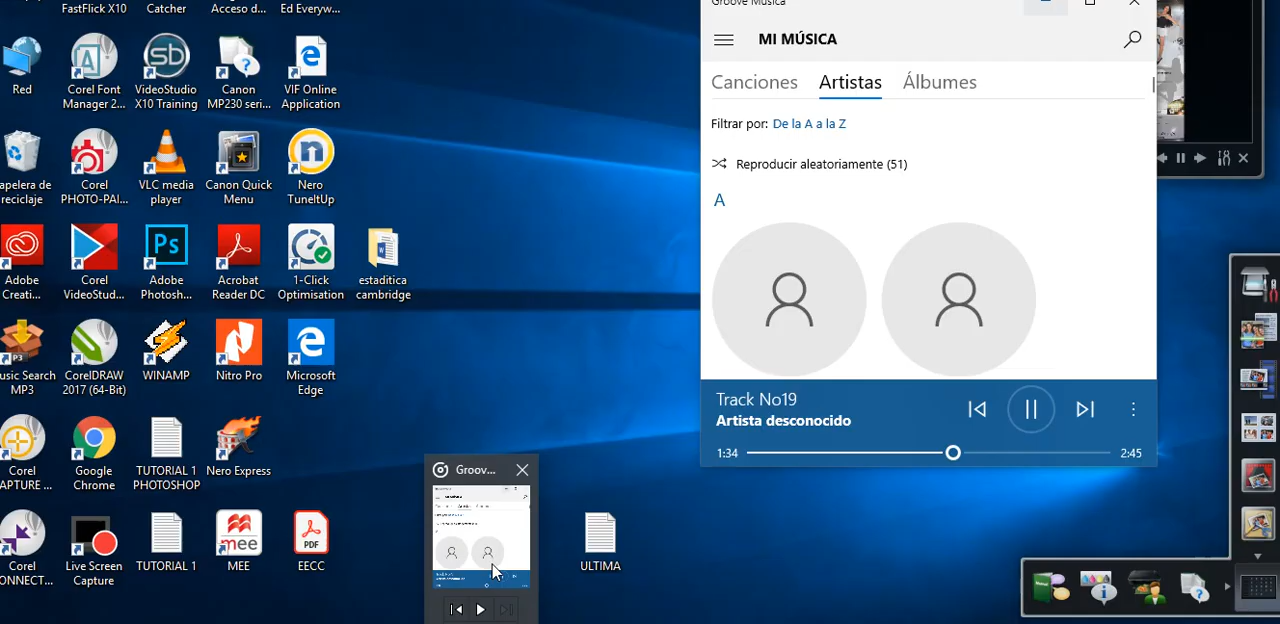 FastFlick X10
Catcher
Acceso d...
Ed Everyw...
Red
Corel Font
Manager 2...
VideoStudio
X10 Training
Canon
MP230 seri...
VIF Online
Application
apelera de
reciclaje
Corel
PHOTO-PAI...
VLC media
player
Canon Quick
Menu
Nero
TuneItUp
Adobe
Creati...
Corel
VideoStud...
Adobe
Photosh...
Acrobat
Reader DC
1-Click
Optimisation
estaditica
cambridge
usic Search
MP3
CorelDRAW
2017 (64-Bit)
WINAMP
Nitro Pro
Microsoft
Edge
Corel
APTURE ...
Google
Chrome
TUTORIAL 1
PHOTOSHOP
Nero Express
Corel
ONNECT...
Live Screen
Capture
TUTORIAL 1
MEE
EECC
ULTIMA
Groov...
Groove Música
MI MÚSICA
Canciones Artistas Álbumes
Filtrar por: De la A a la Z
Reproducir aleatoriamente (51)
A
Track No19
Artista desconocido
1:34
2:45